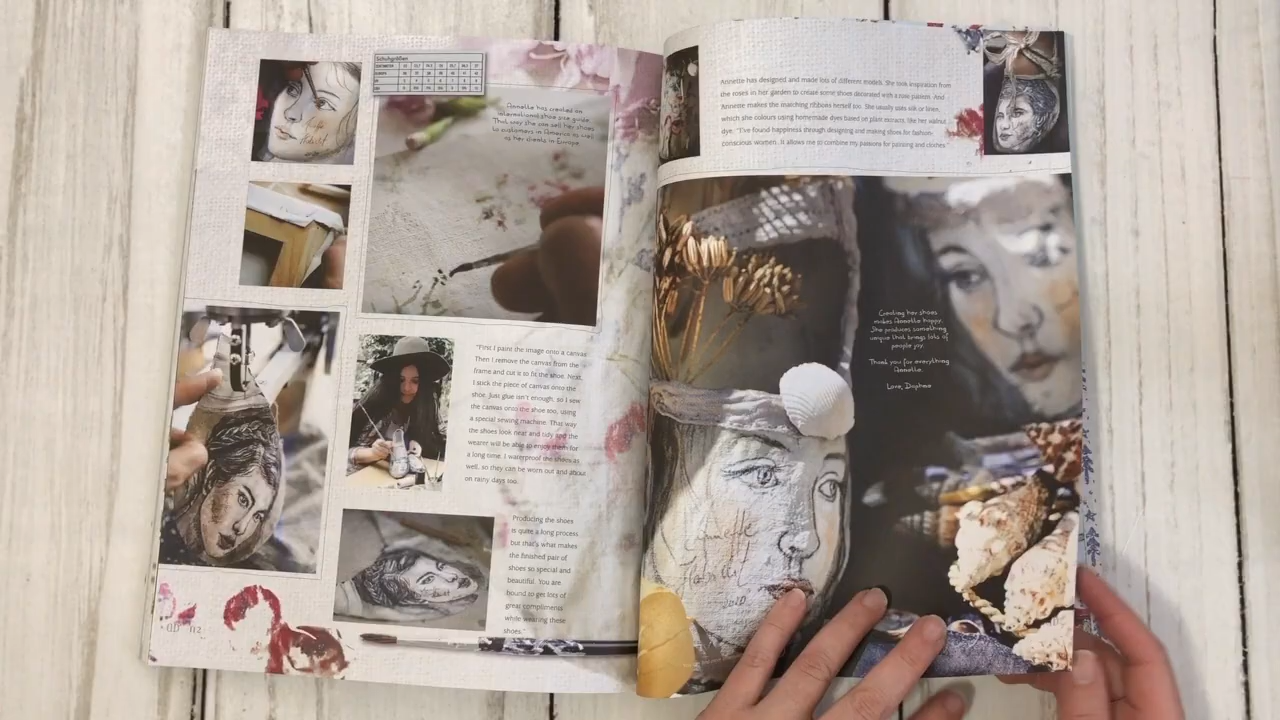 Schuhgrößen
Annette has created an
international shoe size guide.
That way she can sell her shoes
to customers in America as well
as her clients in Europe.
"First I paint the image onto a canvas.
Then I remove the canvas from the
frame and cut it to fit the shoe. Next,
I stick the piece of canvas onto the
shoe. Just glue isn't enough, so I sew
the canvas onto the shoe too, using
a special sewing machine. That way
the shoes look neat and tidy and the
wearer will be able to enjoy them for
a long time. I waterproof the shoes as
well, so they can be worn out and about
on rainy days too.
Producing the shoes
is quite a long process
but that's what makes
the finished pair of
shoes so special and
beautiful. You are
bound to get lots of
great compliments
while wearing these
shoes."
Annette has designed and made lots of different models. She took inspiration from
the roses in her garden to create some shoes decorated with a rose pattern. And
Annette makes the matching ribbons herself too. She usually uses silk or linen,
which she colours using homemade dyes based on plant extracts, like her walnut
dye. "I've found happiness through designing and making shoes for fashion-
conscious women. It allows me to combine my passions for painting and clothes."
Creating her shoes
makes Annette happy.
She produces something
unique that brings lots of
people joy.
Thank you for everything
Annette.
Love, Daphne
Annette
2020